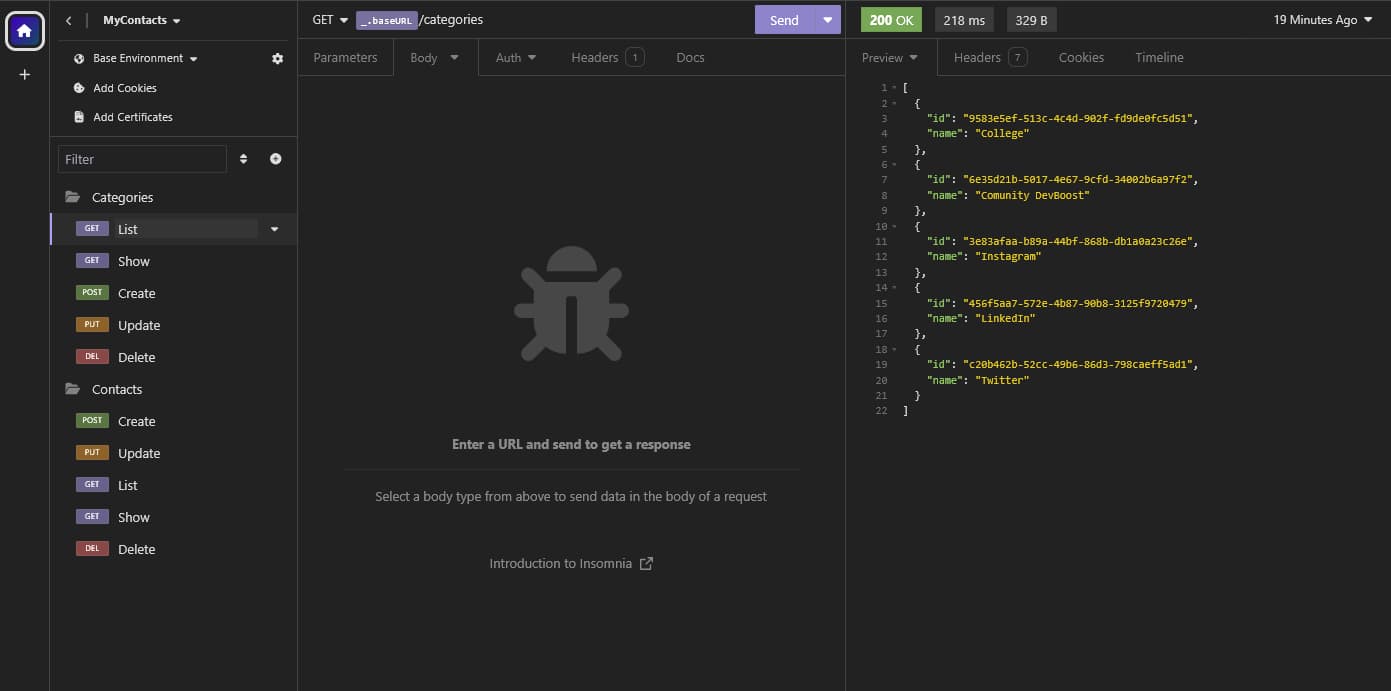 MyContacts
Base Environment
Add Cookies
Add Certificates
Filter
Categories
GET List
GET Show
POST Create
PUT Update
DEL Delete
Contacts
POST Create
PUT Update
GET List
GET Show
DEL Delete
GET _.baseURL/categories Send
Parameters Body Auth Headers 1 Docs
Enter a URL and send to get a response
Select a body type from above to send data in the body of a request
Introduction to Insomnia
200 OK 218 ms 329 B 19 Minutes Ago
Preview Headers 7 Cookies Timeline
1 [
2 {
3 "id": "9583e5ef-513c-4c4d-902f-fd9de0fc5d51",
4 "name": "College"
5 },
6 {
7 "id": "6e35d21b-5017-4e67-9cfd-34002b6a97f2",
8 "name": "Comunity DevBoost"
9 },
10 {
11 "id": "3e83afaa-b89a-44bf-868b-db1a0a23c26e",
12 "name": "Instagram"
13 },
14 {
15 "id": "456f5aa7-572e-4b87-90b8-3125f9720479",
16 "name": "LinkedIn"
17 },
18 {
19 "id": "c20b462b-52cc-49b6-86d3-798caeff5ad1",
20 "name": "Twitter"
21 }
22 ]